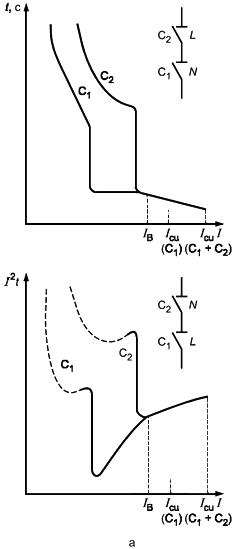 t, c
C₂ L
C₁ N
C₂
C₁
I_B I_cu I_cu I
(C₁) (C₁ + C₂)
I²t
C₂ N
C₁ L
C₁
C₂
I_B I_cu I_cu I
(C₁) (C₁ + C₂)
a